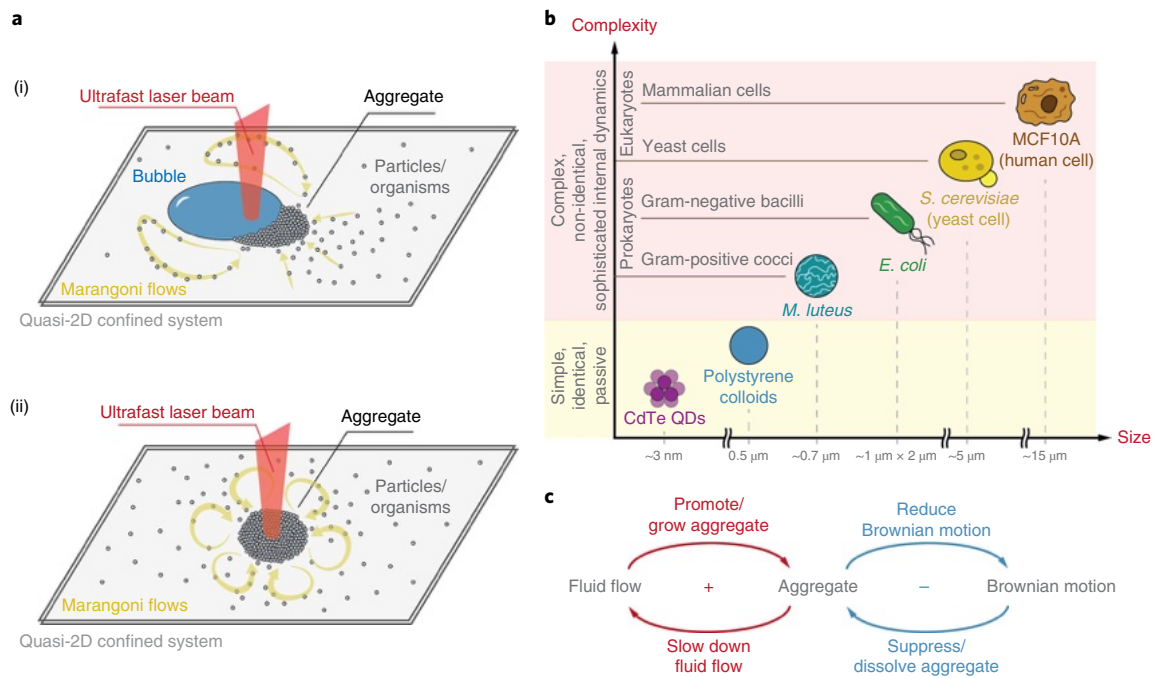 a
(i)
Ultrafast laser beam
Aggregate
Bubble
Particles/
organisms
Marangoni flows
Quasi-2D confined system
(ii)
Ultrafast laser beam
Aggregate
Particles/
organisms
Marangoni flows
Quasi-2D confined system
b
Complexity
Complex,
non-identical,
sophisticated internal dynamics
Eukaryotes
Prokaryotes
Mammalian cells
MCF10A
(human cell)
Yeast cells
S. cerevisiae
(yeast cell)
Gram-negative bacilli
E. coli
Gram-positive cocci
M. luteus
Simple,
identical,
passive
Polystyrene
colloids
CdTe QDs
Size
~3 nm
0.5 μm
~0.7 μm
~1 μm × 2 μm
~5 μm
~15 μm
c
Promote/
grow aggregate
Reduce
Brownian motion
Fluid flow + Aggregate − Brownian motion
Slow down
fluid flow
Suppress/
dissolve aggregate